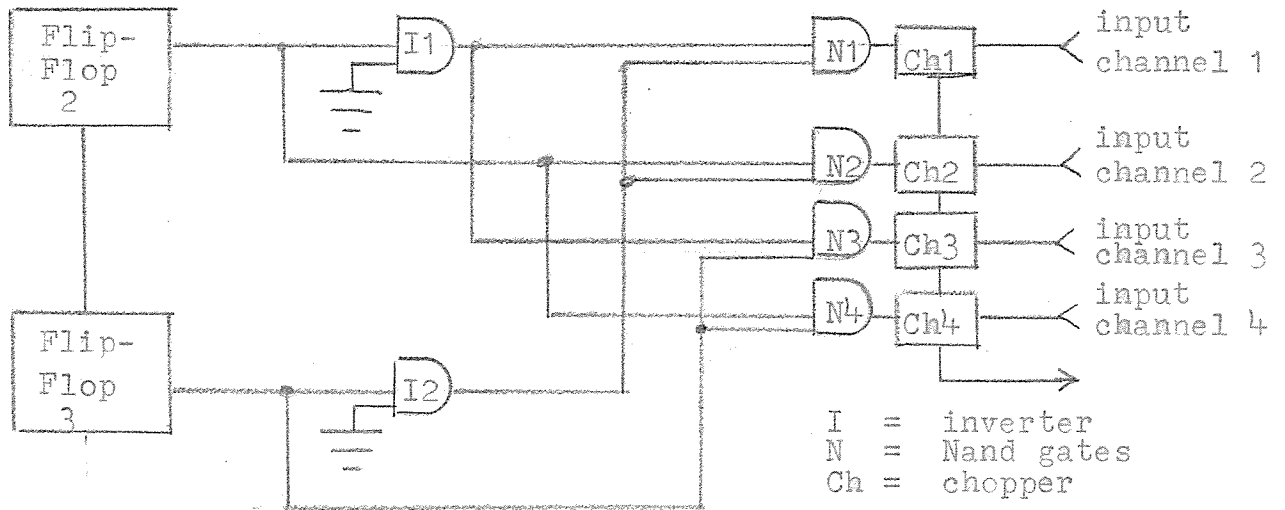 Flip-
Flop
2
I1
N1
Ch1
input
channel 1
N2
Ch2
input
channel 2
N3
Ch3
input
channel 3
N4
Ch4
input
channel 4
Flip-
Flop
3
I2
I = inverter
N = Nand gates
Ch = chopper